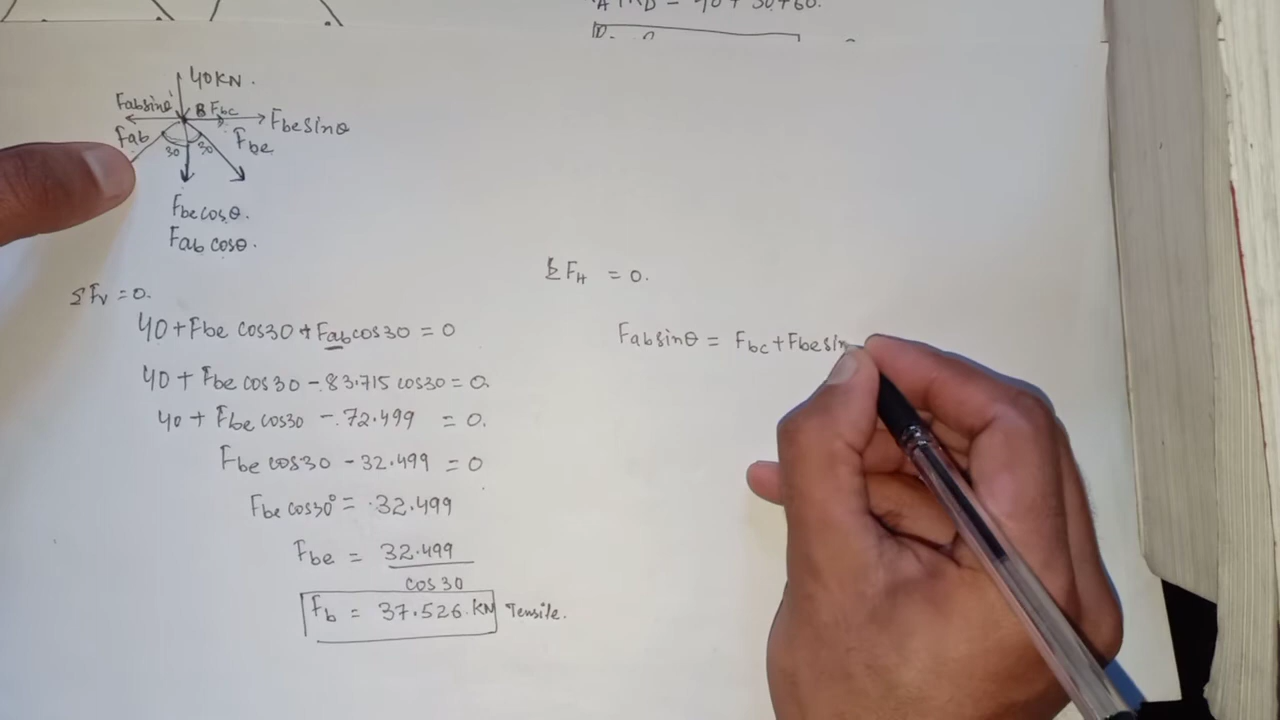 40KN.
Fabsinθ
B Fbc
Fbesinθ
Fab
30 30
Fbe
Fbecosθ.
Fab cosθ.
ΣFv = 0.
40 + Fbe cos30 + Fabcos30 = 0
40 + Fbe cos30 - 83.715 cos30 = 0.
40 + Fbe cos30 - 72.499 = 0.
Fbe cos30 - 32.499 = 0
Fbe cos30° = 32.499
Fbe = 32.499
cos30
Fb = 37.526.KN Tensile.
ΣFH = 0.
Fabsinθ = Fbc+Fbesin